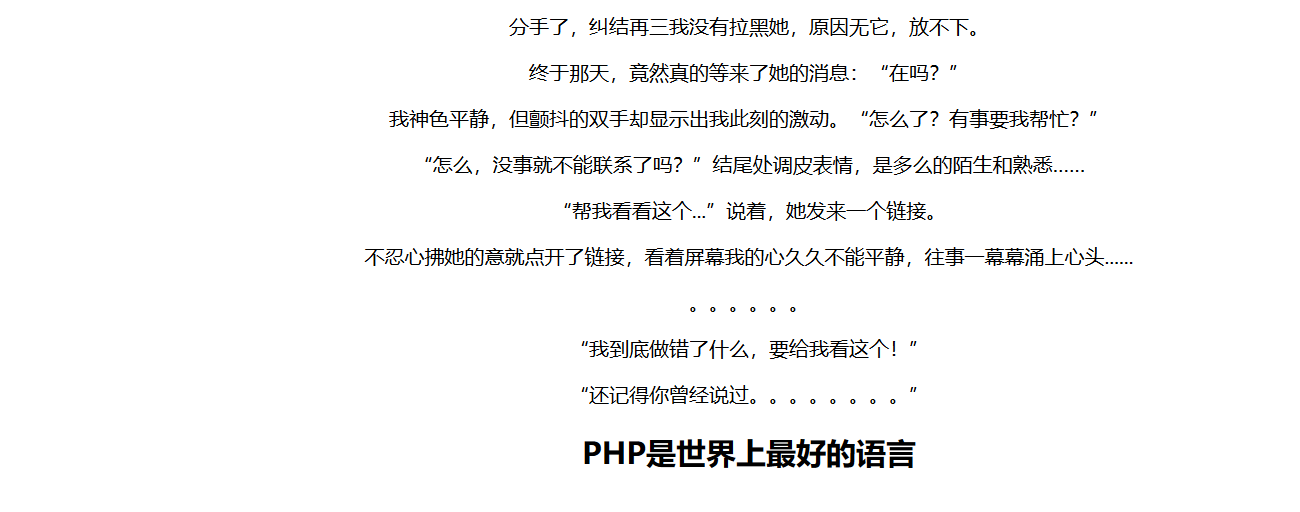 分手了，纠结再三我没有拉黑她，原因无它，放不下。
终于那天，竟然真的等来了她的消息：“在吗？”
我神色平静，但颤抖的双手却显示出我此刻的激动。“怎么了？有事要我帮忙？”
“怎么，没事就不能联系了吗？”结尾处调皮表情，是多么的陌生和熟悉……
“帮我看看这个...”说着，她发来一个链接。
不忍心拂她的意就点开了链接，看着屏幕我的心久久不能平静，往事一幕幕涌上心头......
。。。。。。
“我到底做错了什么，要给我看这个！”
“还记得你曾经说过。。。。。。。。”
PHP是世界上最好的语言